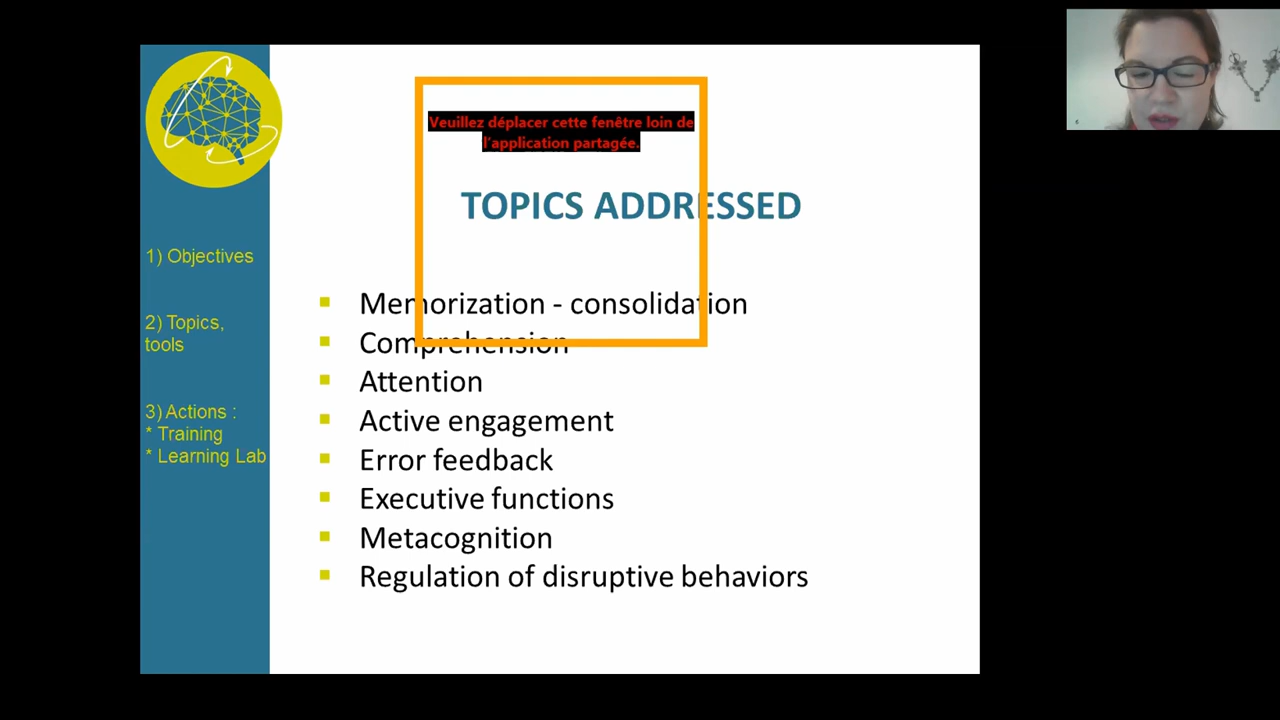 Veuillez déplacer cette fenêtre loin de
l'application partagée.
TOPICS ADDRESSED
1) Objectives
2) Topics,
tools
3) Actions :
* Training
* Learning Lab
Memorization - consolidation
Comprehension
Attention
Active engagement
Error feedback
Executive functions
Metacognition
Regulation of disruptive behaviors